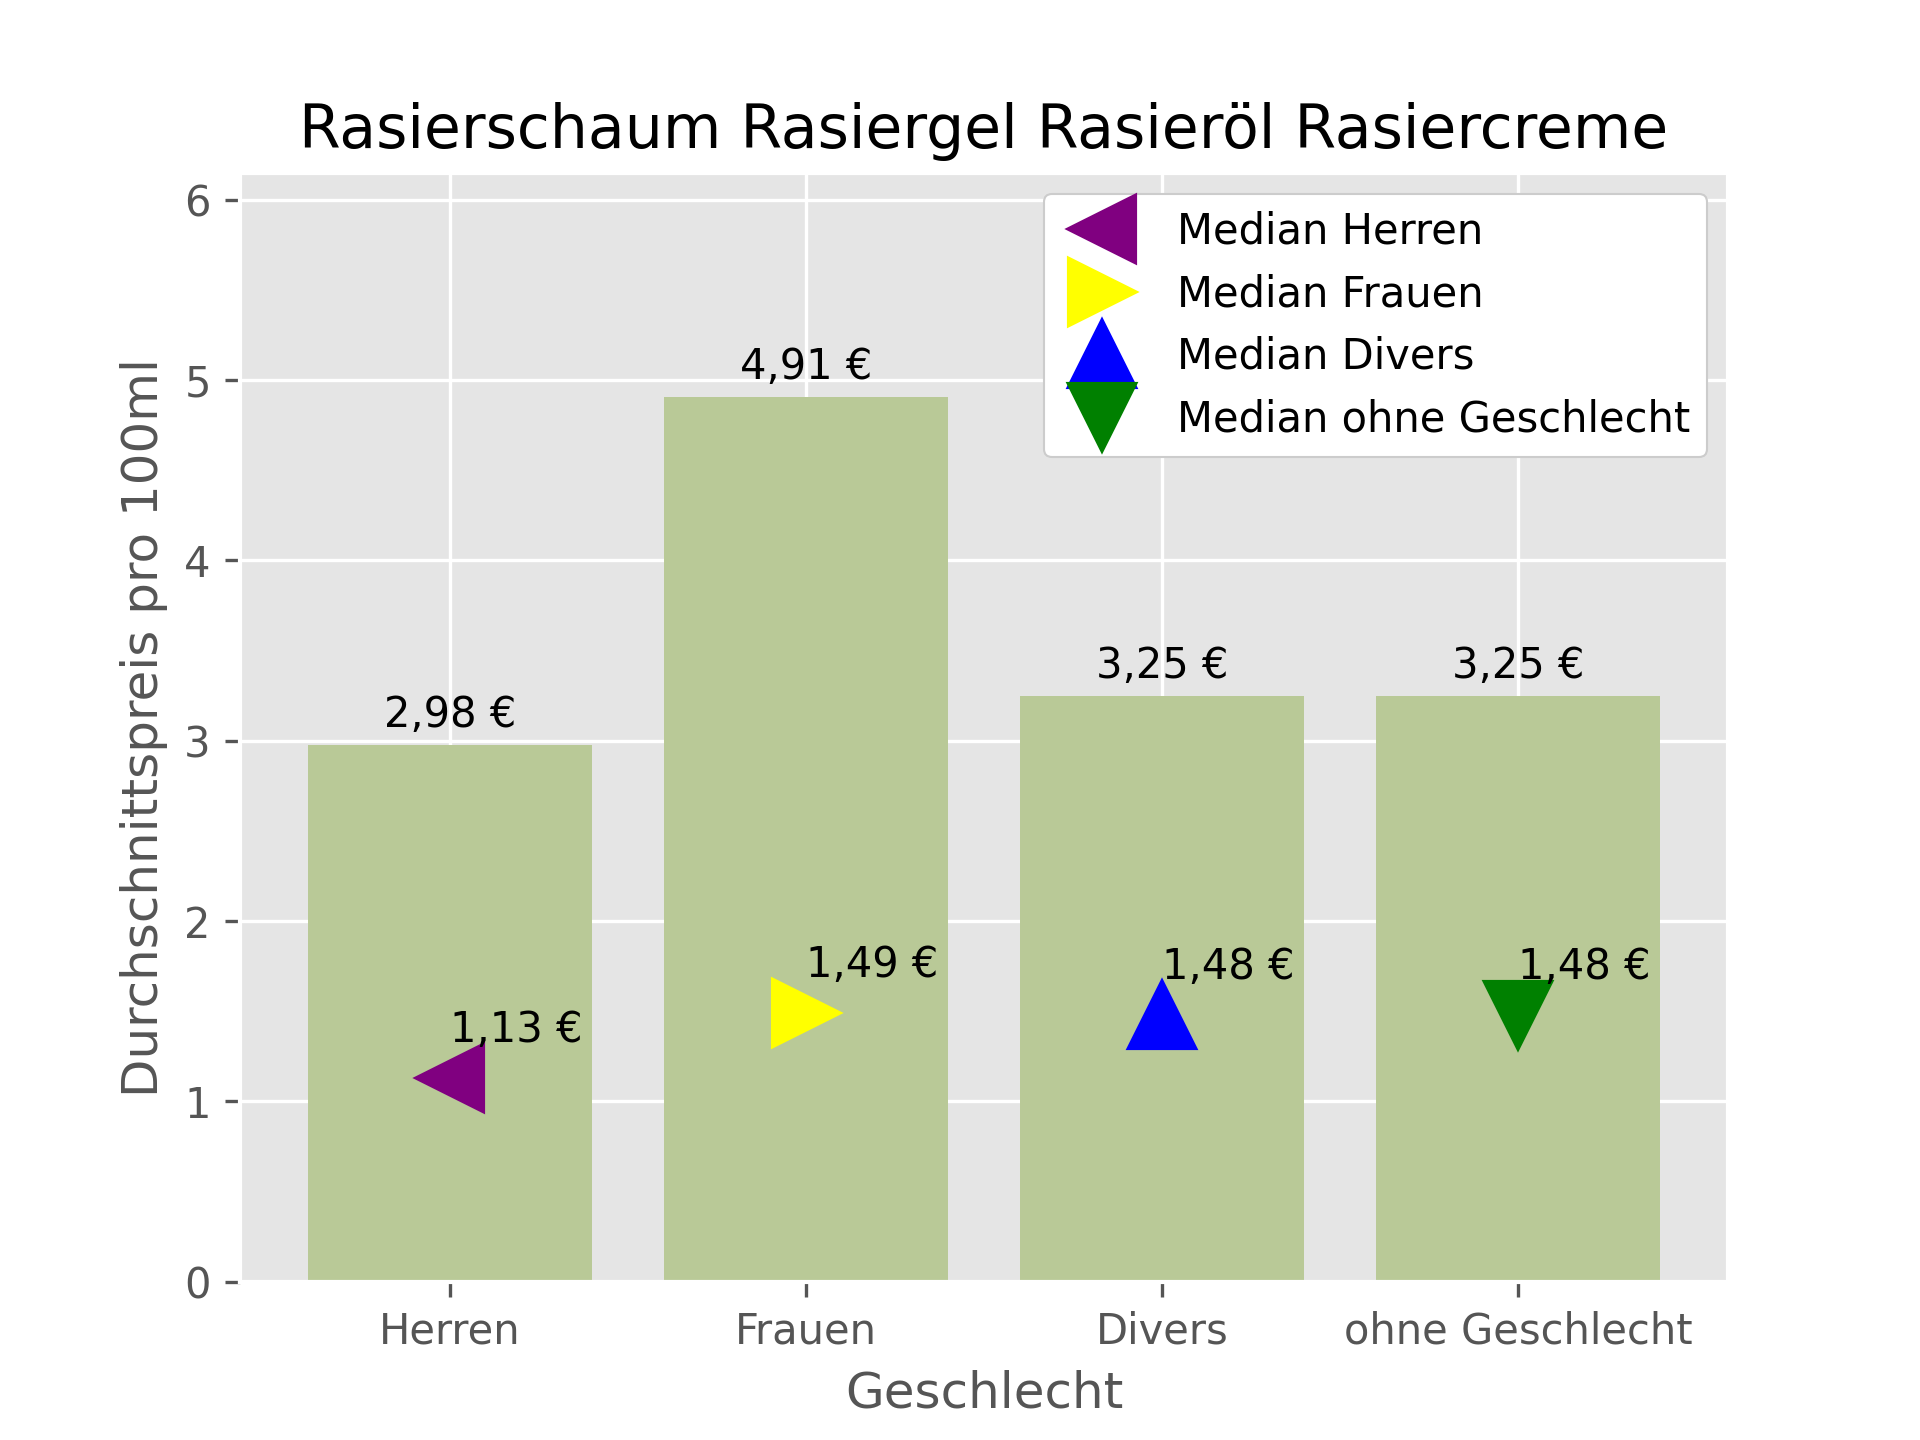 Rasierschaum Rasiergel Rasieröl Rasiercreme
Median Herren
Median Frauen
Median Divers
Median ohne Geschlecht
Durchschnittspreis pro 100ml
6
5
4
3
2
1
0
2,98 €
4,91 €
3,25 €
3,25 €
1,13 €
1,49 €
1,48 €
1,48 €
Herren
Frauen
Divers
ohne Geschlecht
Geschlecht